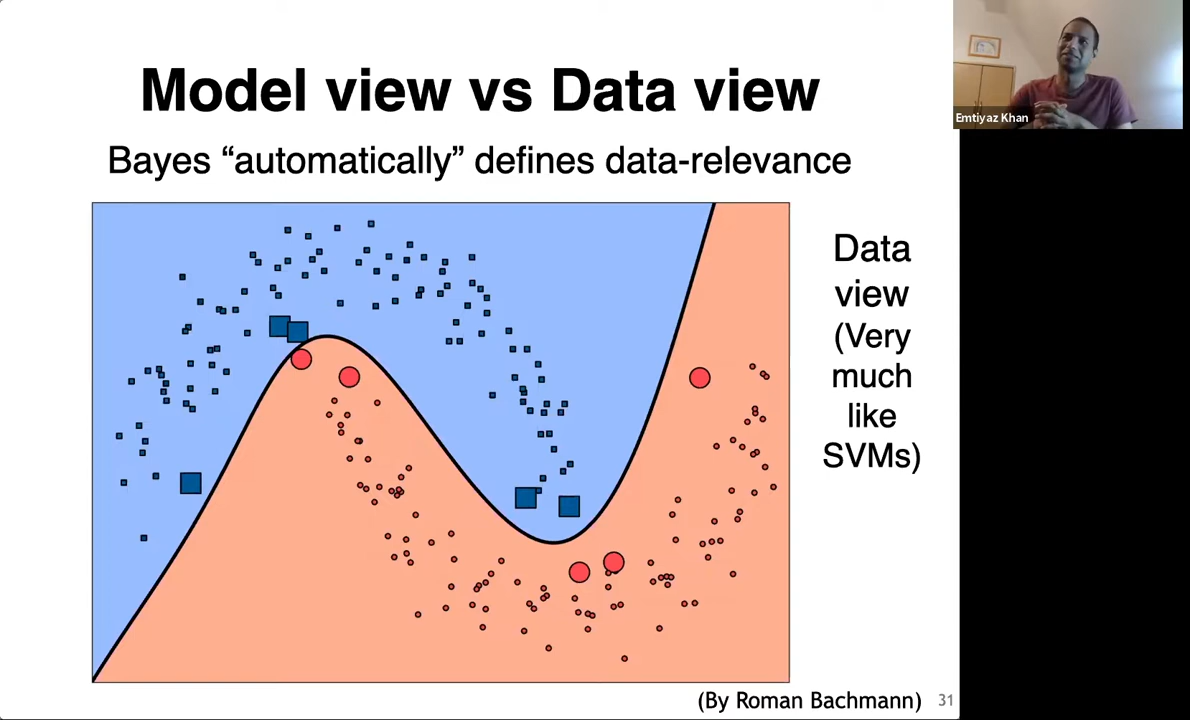 Model view vs Data view
Bayes “automatically” defines data-relevance
Data
view
(Very
much
like
SVMs)
(By Roman Bachmann)
31
Emtiyaz Khan